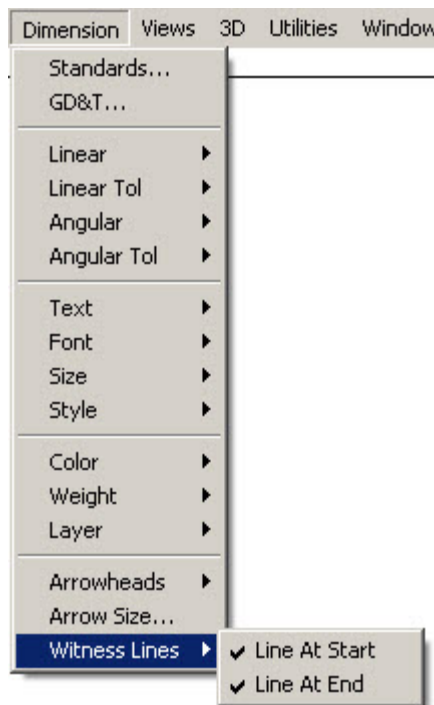 Dimension Views 3D Utilities Window
Standards...
GD&T...
Linear
Linear Tol
Angular
Angular Tol
Text
Font
Size
Style
Color
Weight
Layer
Arrowheads
Arrow Size...
Witness Lines
Line At Start
Line At End